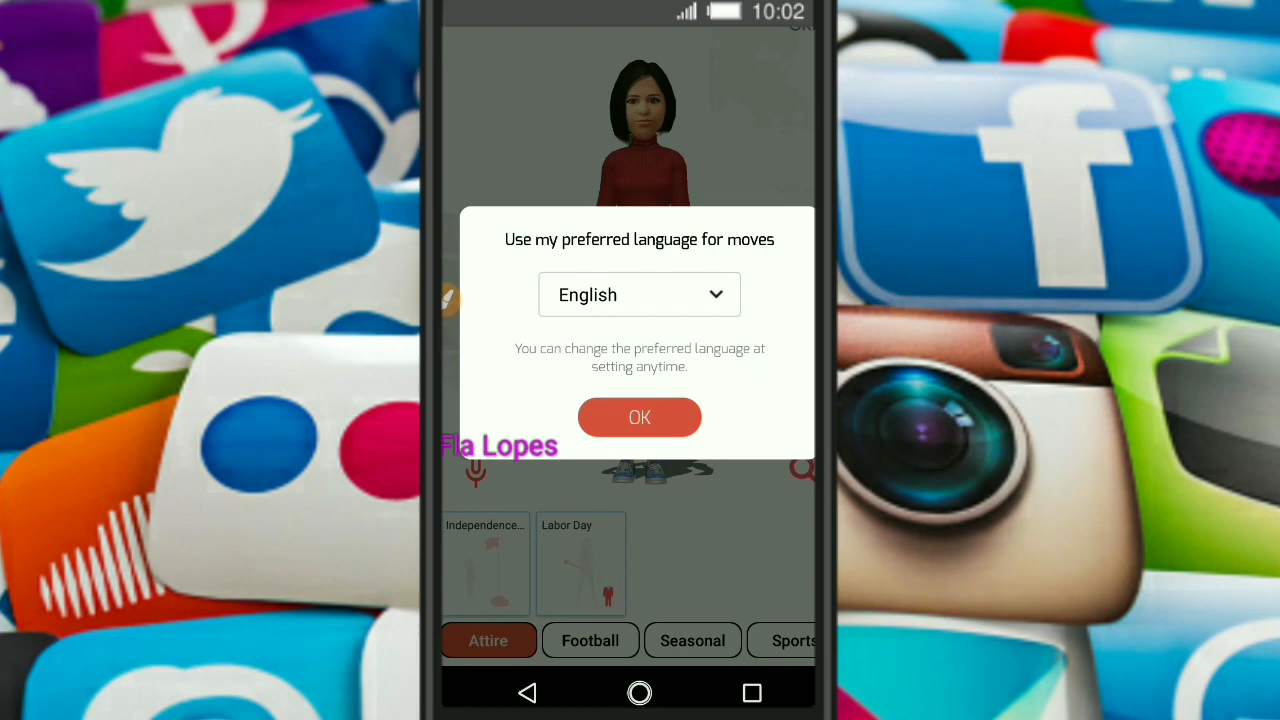 10:02
Use my preferred language for moves
English
You can change the preferred language at
setting anytime.
OK
Fla Lopes
Independence...
Labor Day
Attire
Football
Seasonal
Sports